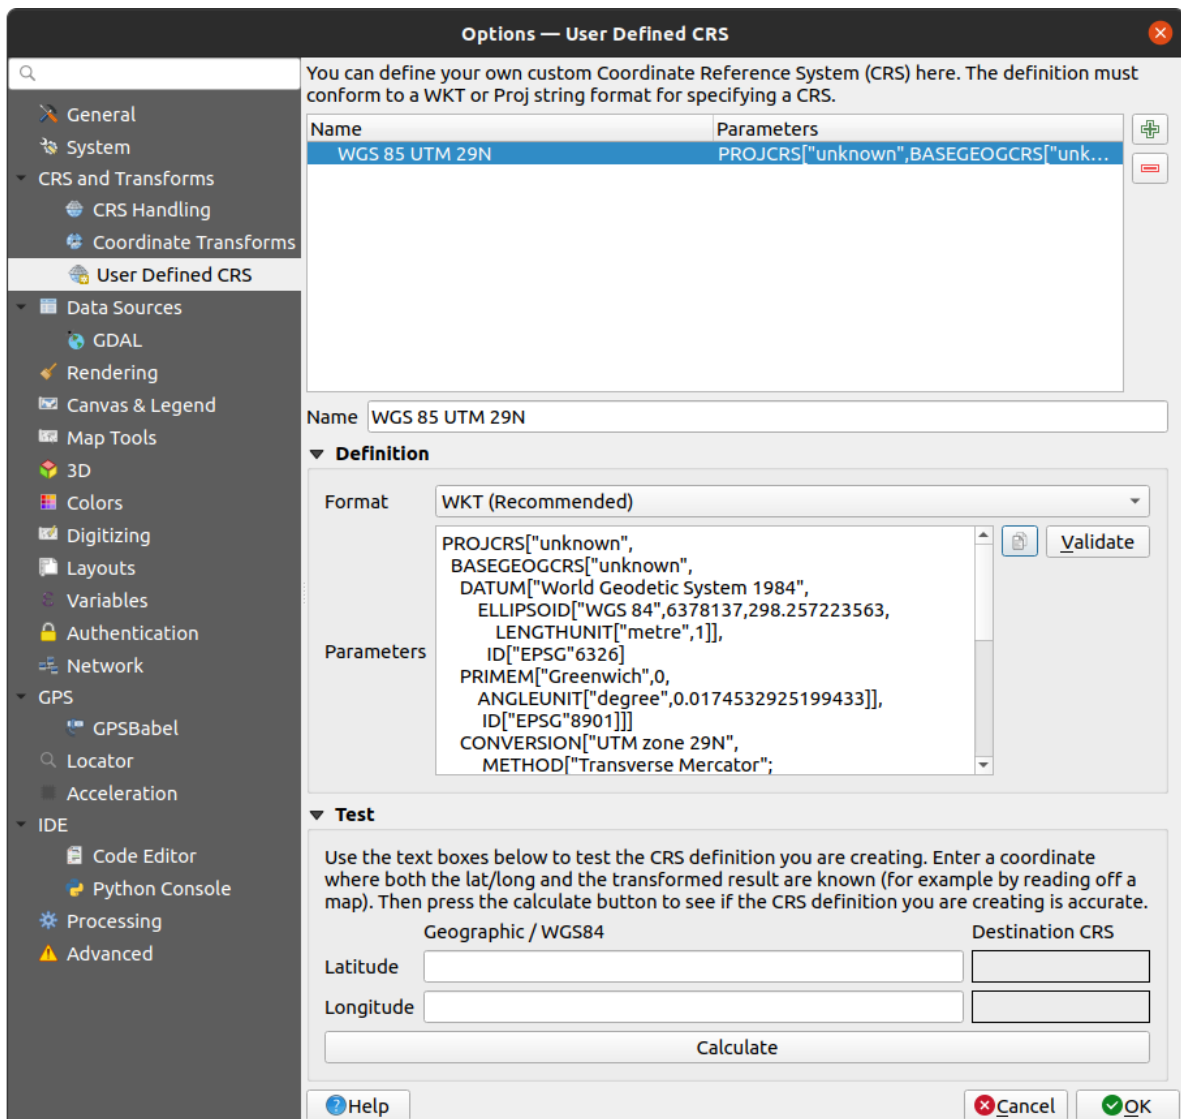 Options — User Defined CRS
General
System
CRS and Transforms
CRS Handling
Coordinate Transforms
User Defined CRS
Data Sources
GDAL
Rendering
Canvas & Legend
Map Tools
3D
Colors
Digitizing
Layouts
Variables
Authentication
Network
GPS
GPSBabel
Locator
Acceleration
IDE
Code Editor
Python Console
Processing
Advanced
You can define your own custom Coordinate Reference System (CRS) here. The definition must
conform to a WKT or Proj string format for specifying a CRS.
Name Parameters
WGS 85 UTM 29N PROJCRS["unknown",BASEGEOGCRS["unk...
Name WGS 85 UTM 29N
Definition
Format WKT (Recommended)
Parameters
PROJCRS["unknown",
BASEGEOGCRS["unknown",
DATUM["World Geodetic System 1984",
ELLIPSOID["WGS 84",6378137,298.257223563,
LENGTHUNIT["metre",1]],
ID["EPSG"6326]
PRIMEM["Greenwich",0,
ANGLEUNIT["degree",0.0174532925199433]],
ID["EPSG"8901]]]
CONVERSION["UTM zone 29N",
METHOD["Transverse Mercator";
Validate
Test
Use the text boxes below to test the CRS definition you are creating. Enter a coordinate
where both the lat/long and the transformed result are known (for example by reading off a
map). Then press the calculate button to see if the CRS definition you are creating is accurate.
Geographic / WGS84 Destination CRS
Latitude
Longitude
Calculate
Help Cancel OK